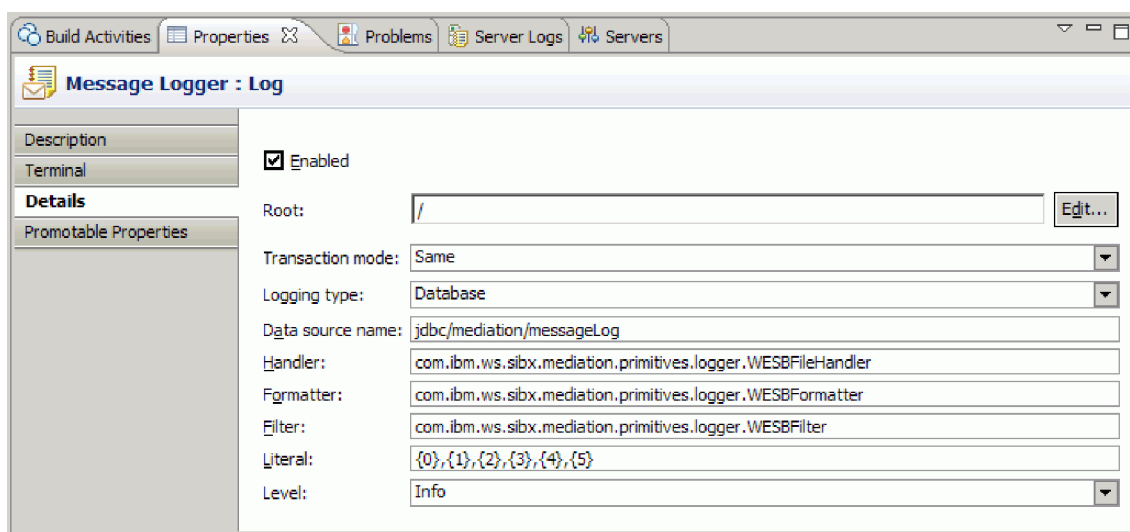 Build Activities Properties Problems Server Logs Servers
Message Logger : Log
Description
Terminal
Details
Promotable Properties
Enabled
Root: / Edit...
Transaction mode: Same
Logging type: Database
Data source name: jdbc/mediation/messageLog
Handler: com.ibm.ws.sibx.mediation.primitives.logger.WESBFileHandler
Formatter: com.ibm.ws.sibx.mediation.primitives.logger.WESBFormatter
Filter: com.ibm.ws.sibx.mediation.primitives.logger.WESBFilter
Literal: {0},{1},{2},{3},{4},{5}
Level: Info